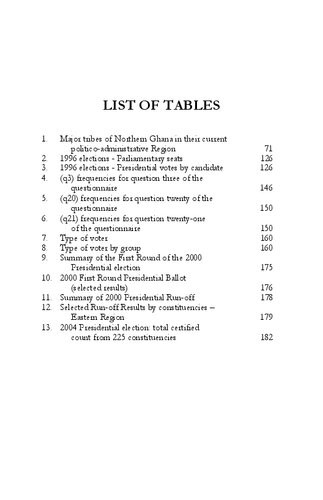 LIST OF TABLES
1. Major tribes of Northern Ghana in their current
politico-administrative Region 71
2. 1996 elections - Parliamentary seats 126
3. 1996 elections - Presidential votes by candidate 126
4. (q3) frequencies for question three of the
questionnaire 146
5. (q20) frequencies for question twenty of the
questionnaire 150
6. (q21) frequencies for question twenty-one
of the questionnaire 150
7. Type of voters 160
8. Type of voters by group 160
9. Summary of the First Round of the 2000
Presidential election 175
10. 2000 First Round Presidential Ballot
(selected results) 176
11. Summary of 2000 Presidential Run-off 178
12. Selected Run-off Results by constituencies –
Eastern Region 179
13. 2004 Presidential election: total certified
count from 225 constituencies 182